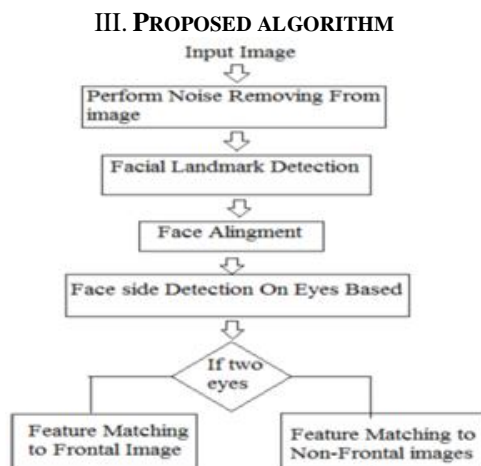 III. PROPOSED ALGORITHM
Input Image
Perform Noise Removing From
image
Facial Landmark Detection
Face Alingment
Face side Detection On Eyes Based
If two
eyes
Feature Matching
to Frontal Image
Feature Matching to
Non-Frontal images